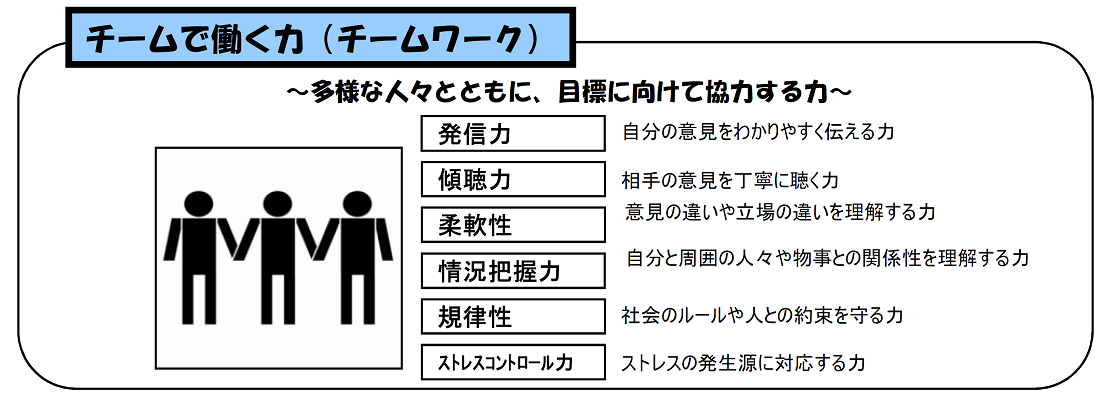 チームで働く力（チームワーク）
～多様な人々とともに、目標に向けて協力する力～
発信力 自分の意見をわかりやすく伝える力
傾聴力 相手の意見を丁寧に聴く力
柔軟性 意見の違いや立場の違いを理解する力
情況把握力 自分と周囲の人々や物事との関係性を理解する力
規律性 社会のルールや人との約束を守る力
ストレスコントロール力 ストレスの発生源に対応する力